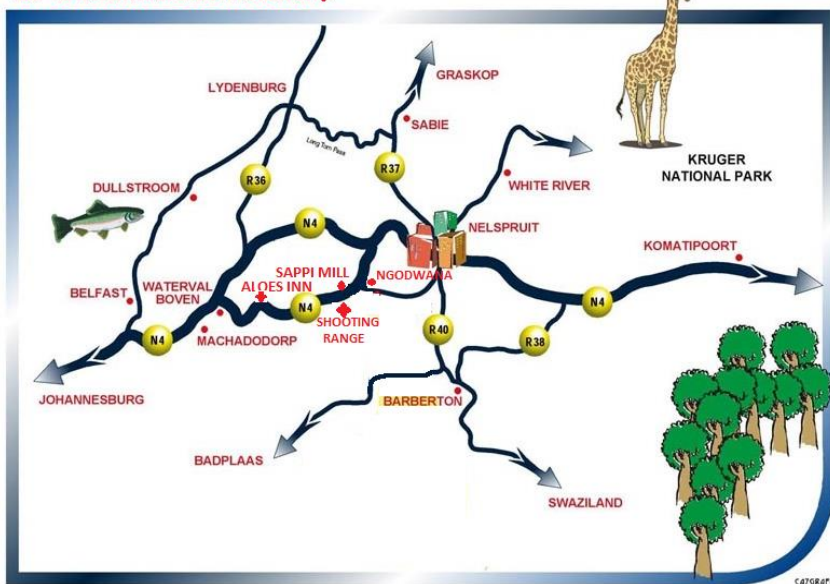 GRASKOP
LYDENBURG
SABIE
Long Tom Pass
R37
R36
KRUGER
NATIONAL PARK
DULLSTROOM
WHITE RIVER
N4
NELSPRUIT
KOMATIPOORT
SAPPI MILL
NGODWANA
ALOES INN
WATERVAL
BOVEN
BELFAST
N4
N4
SHOOTING
RANGE
R40
R38
N4
MACHADODORP
JOHANNESBURG
BARBERTON
BADPLAAS
SWAZILAND